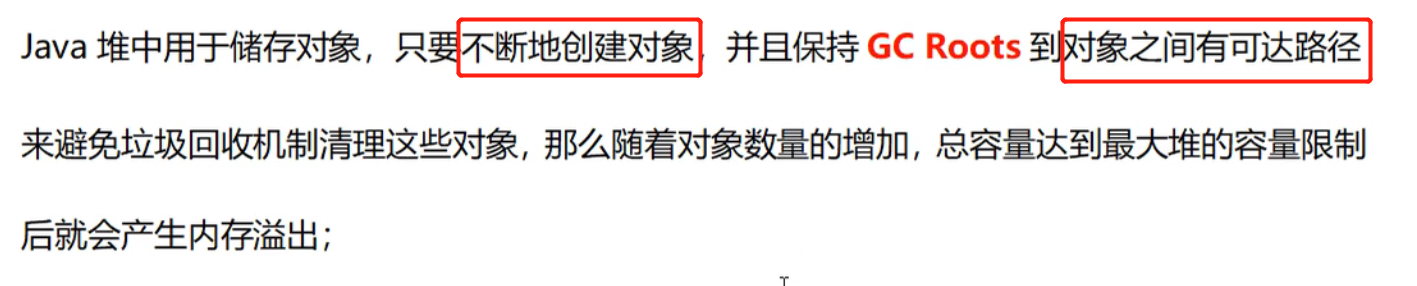 Java 堆中用于储存对象，只要不断地创建对象，并且保持 GC Roots 到对象之间有可达路径
来避免垃圾回收机制清理这些对象，那么随着对象数量的增加，总容量达到最大堆的容量限制
后就会产生内存溢出；